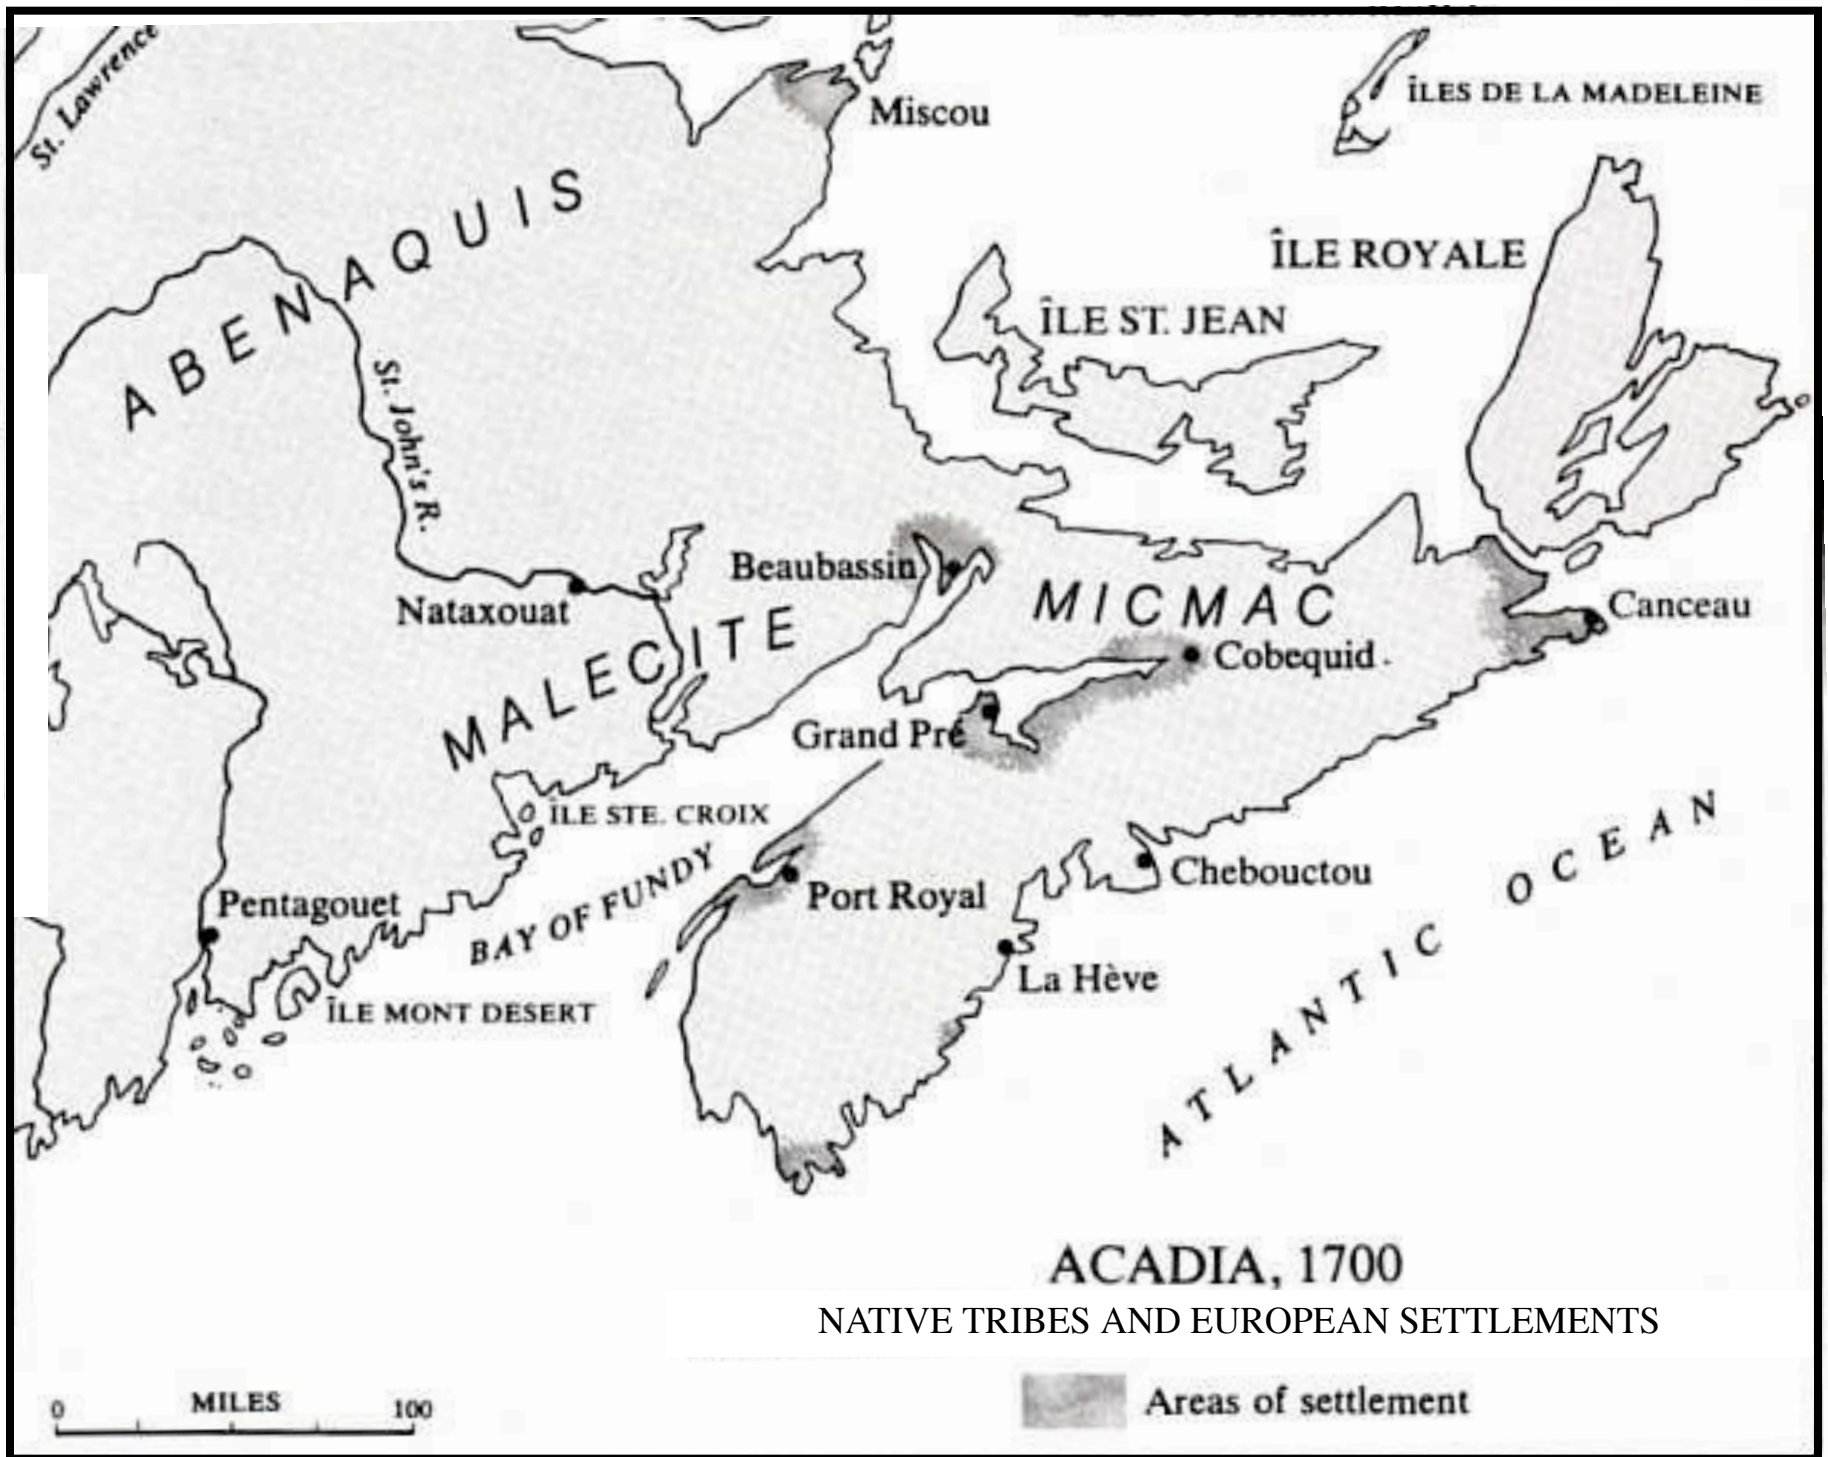 St. Lawrence
Miscou
ÎLES DE LA MADELEINE
ABENAQUIS
ÎLE ROYALE
ÎLE ST. JEAN
St. John's R.
Beaubassin
Nataxouat
MICMAC
Canceau
MALECITE
Cobequid
Grand Pré
ÎLE STE. CROIX
Chebouctou
Port Royal
BAY OF FUNDY
Pentagouet
La Hève
ÎLE MONT DESERT
ATLANTIC OCEAN
ACADIA, 1700
NATIVE TRIBES AND EUROPEAN SETTLEMENTS
Areas of settlement
0 MILES 100